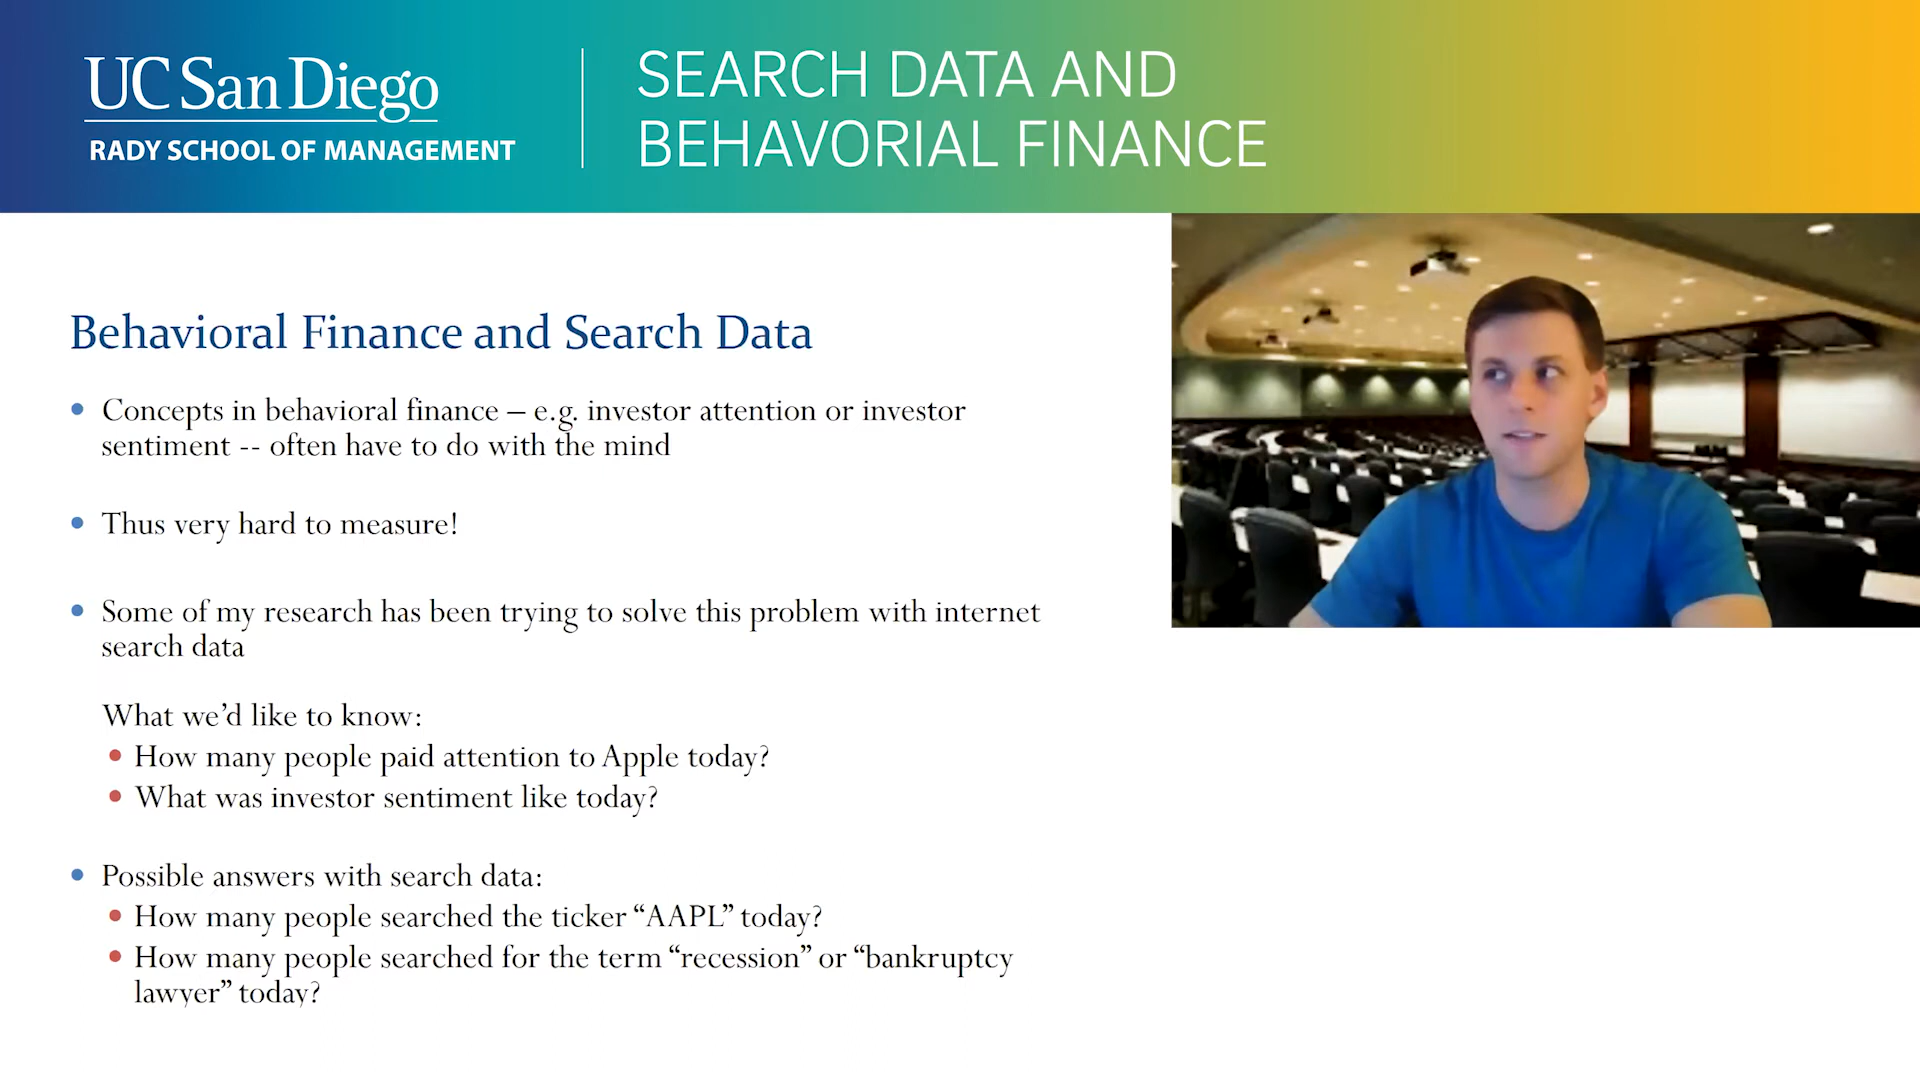 UC San Diego
RADY SCHOOL OF MANAGEMENT
SEARCH DATA AND
BEHAVORIAL FINANCE
Behavioral Finance and Search Data
• Concepts in behavioral finance – e.g. investor attention or investor
sentiment -- often have to do with the mind
• Thus very hard to measure!
• Some of my research has been trying to solve this problem with internet
search data
What we’d like to know:
• How many people paid attention to Apple today?
• What was investor sentiment like today?
• Possible answers with search data:
• How many people searched the ticker “AAPL” today?
• How many people searched for the term “recession” or “bankruptcy
lawyer” today?